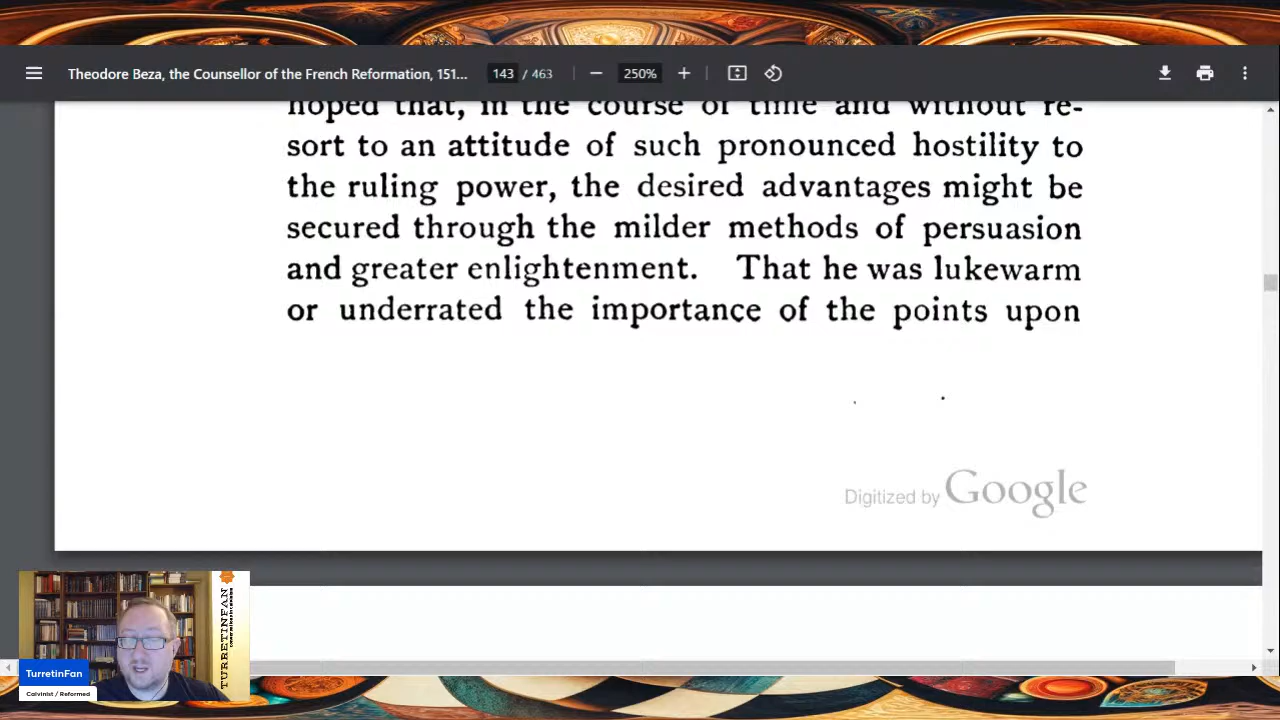 Theodore Beza, the Counsellor of the French Reformation, 151...
143 / 463
250%
hoped that, in the course of time and without re-
sort to an attitude of such pronounced hostility to
the ruling power, the desired advantages might be
secured through the milder methods of persuasion
and greater enlightenment. That he was lukewarm
or underrated the importance of the points upon
Digitized by Google
TURRETINFAN
TurretinFan
Calvinist / Reformed